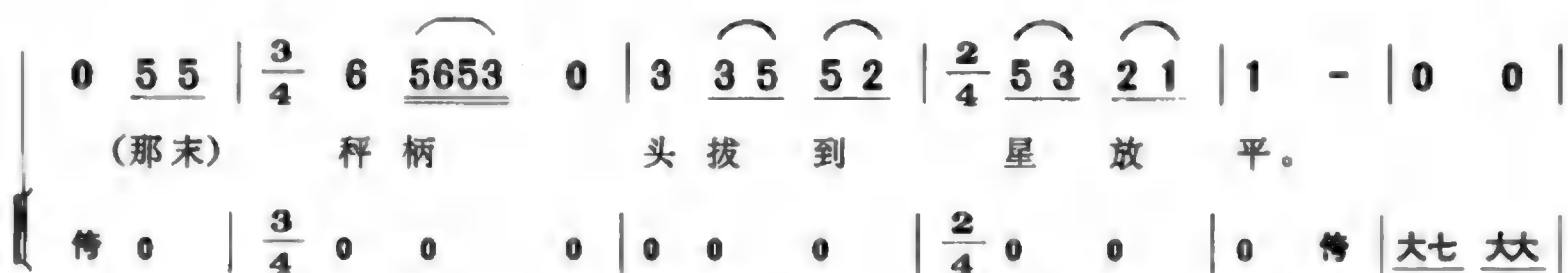 0 5 5 | 3/4 6 5653 0 | 3 3 5 5 2 | 2/4 5 3 2 1 | 1 - | 0 0 |
(那末) 秤柄 头拔到 星放平。
0 | 3/4 0 0 0 | 0 0 0 | 2/4 0 0 | 0 | 大七 大大 |